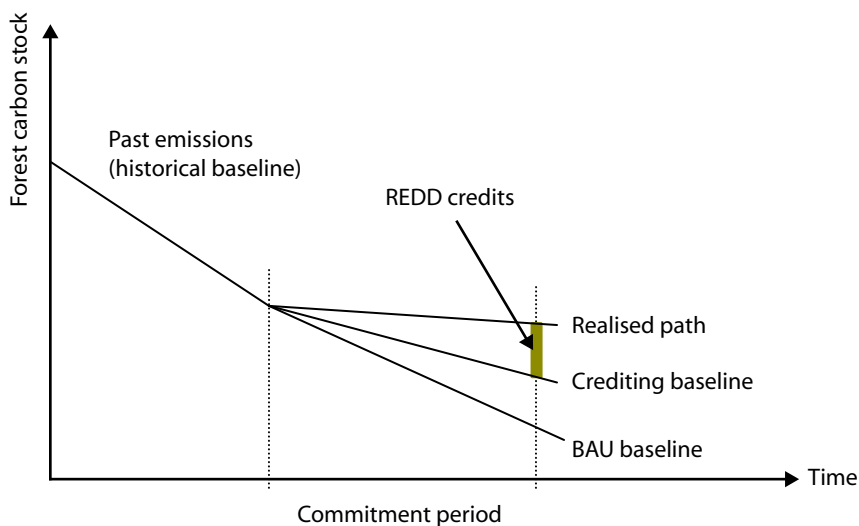 Forest carbon stock
Past emissions
(historical baseline)
REDD credits
Realised path
Crediting baseline
BAU baseline
Time
Commitment period